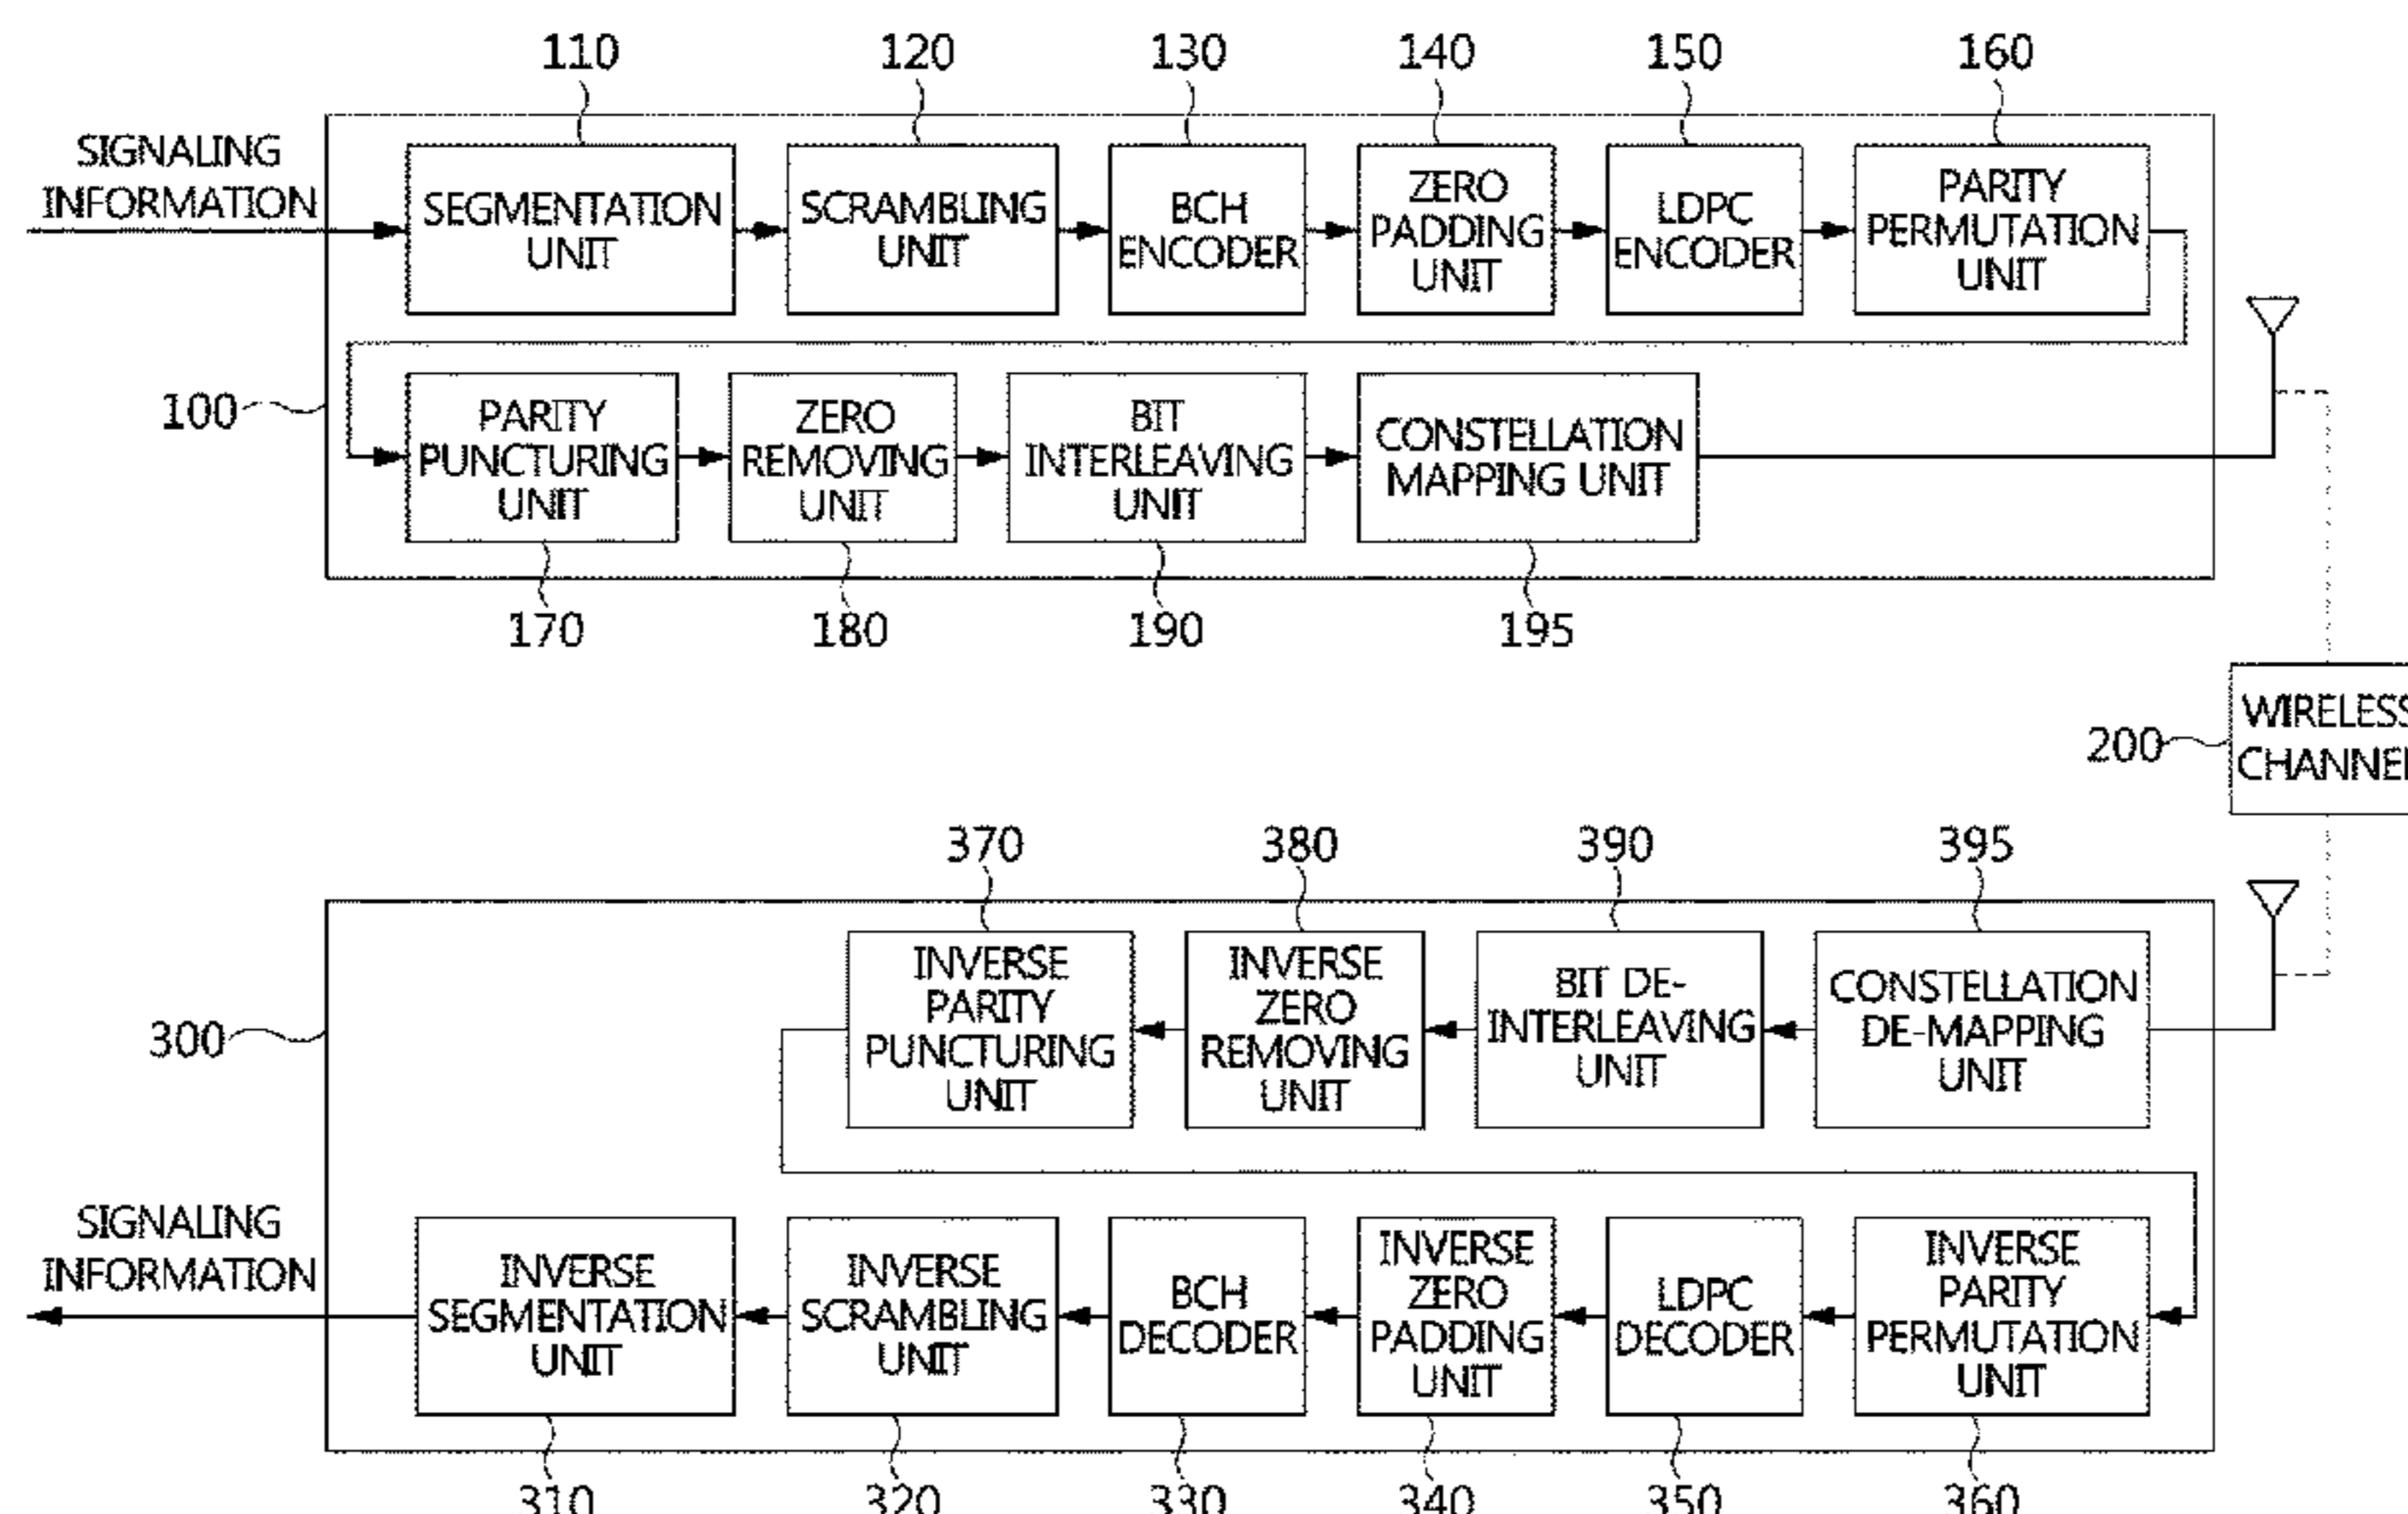 110 120 130 140 150 160
SIGNALING
INFORMATION
SEGMENTATION
UNIT
SCRAMBLING
UNIT
BCH
ENCODER
ZERO
PADDING
UNIT
LDPC
ENCODER
PARITY
PERMUTATION
UNIT
100
PARITY
PUNCTURING
UNIT
ZERO
REMOVING
UNIT
BIT
INTERLEAVING
UNIT
CONSTELLATION
MAPPING UNIT
170 180 190 195
200
WIRELESS
CHANNEL
370 380 390 395
300
INVERSE
PARITY
PUNCTURING
UNIT
INVERSE
ZERO
REMOVING
UNIT
BIT DE-
INTERLEAVING
UNIT
CONSTELLATION
DE-MAPPING
UNIT
SIGNALING
INFORMATION
INVERSE
SEGMENTATION
UNIT
INVERSE
SCRAMBLING
UNIT
BCH
DECODER
INVERSE
ZERO
PADDING
UNIT
LDPC
DECODER
INVERSE
PARITY
PERMUTATION
UNIT
310 320 330 340 350 360